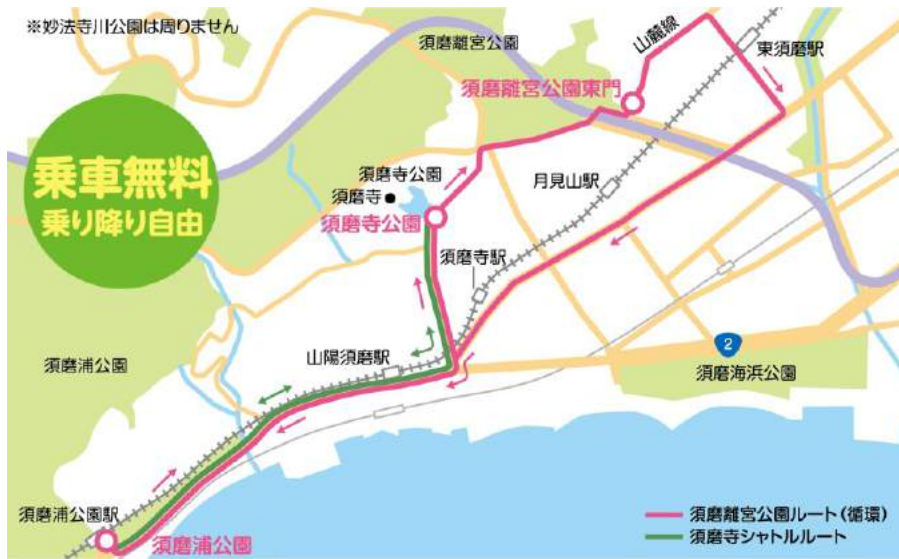 ※妙法寺川公園は周りません
須磨離宮公園
山麓線
東須磨駅
須磨離宮公園東門
乗車無料
乗り降り自由
須磨寺公園
須磨寺
須磨寺公園
月見山駅
須磨寺駅
山陽須磨駅
2
須磨浦公園
須磨海浜公園
須磨浦公園駅
須磨浦公園
須磨離宮公園ルート(循環)
須磨寺シャトルルート